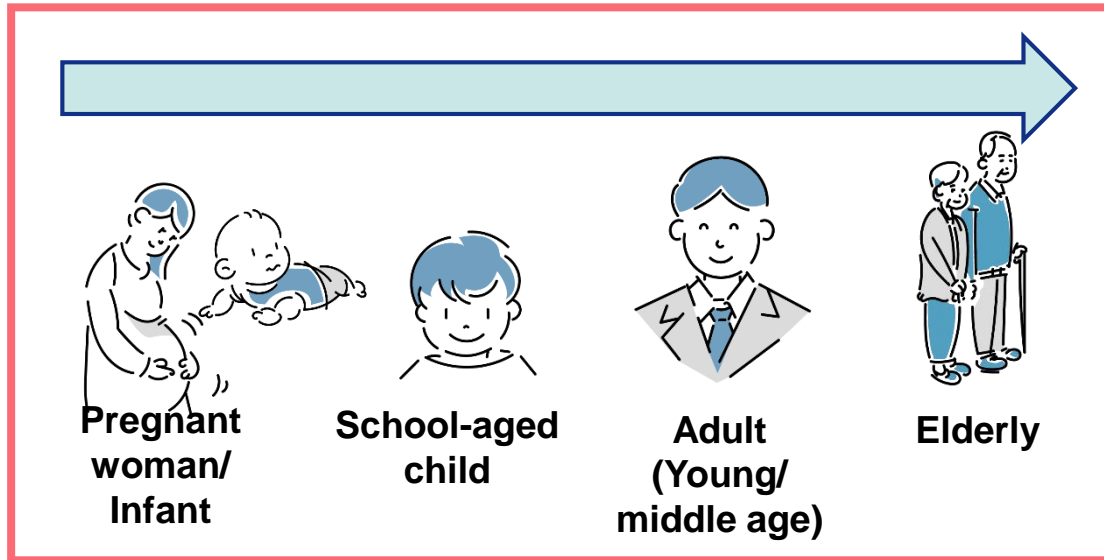 Pregnant
woman/
Infant
School-aged
child
Adult
(Young/
middle age)
Elderly